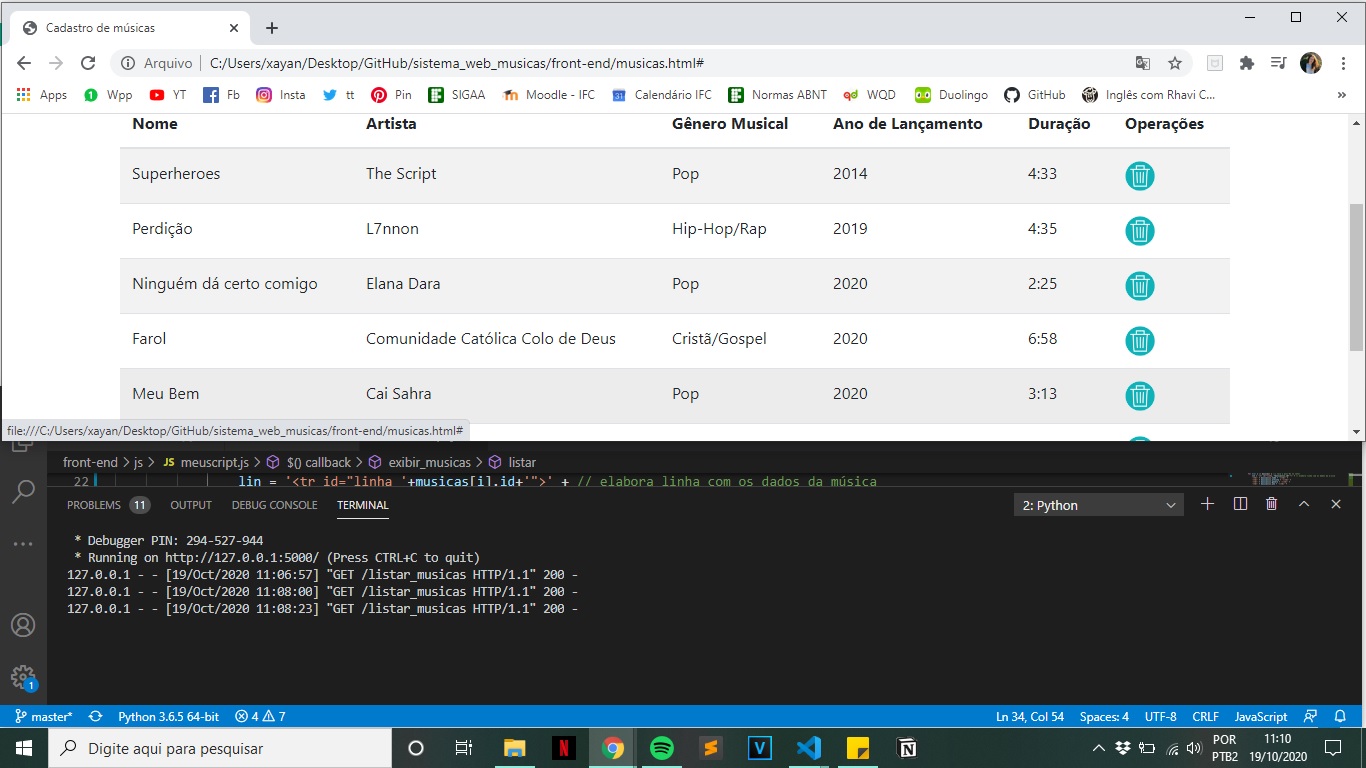 Cadastro de músicas
Arquivo C:/Users/xayan/Desktop/GitHub/sistema_web_musicas/front-end/musicas.html#
Apps Wpp YT Fb Insta tt Pin SIGAA Moodle - IFC Calendário IFC Normas ABNT WQD Duolingo GitHub Inglês com Rhavi C... »
Nome Artista Gênero Musical Ano de Lançamento Duração Operações
Superheroes The Script Pop 2014 4:33
Perdição L7nnon Hip-Hop/Rap 2019 4:35
Ninguém dá certo comigo Elana Dara Pop 2020 2:25
Farol Comunidade Católica Colo de Deus Cristã/Gospel 2020 6:58
Meu Bem Cai Sahra Pop 2020 3:13
file:///C:/Users/xayan/Desktop/GitHub/sistema_web_musicas/front-end/musicas.html#
front-end > js > JS meuscript.js > $() callback > exibir_musicas > listar
22 lin = '<tr id="linha_'+musicas[i].id+'">' + // elabora linha com os dados da música
PROBLEMS 11 OUTPUT DEBUG CONSOLE TERMINAL 2: Python
* Debugger PIN: 294-527-944
* Running on http://127.0.0.1:5000/ (Press CTRL+C to quit)
127.0.0.1 - - [19/Oct/2020 11:06:57] "GET /listar_musicas HTTP/1.1" 200 -
127.0.0.1 - - [19/Oct/2020 11:08:00] "GET /listar_musicas HTTP/1.1" 200 -
127.0.0.1 - - [19/Oct/2020 11:08:23] "GET /listar_musicas HTTP/1.1" 200 -
1
master* Python 3.6.5 64-bit 4 7 Ln 34, Col 54 Spaces: 4 UTF-8 CRLF JavaScript
Digite aqui para pesquisar
POR 11:10
PTB2 19/10/2020